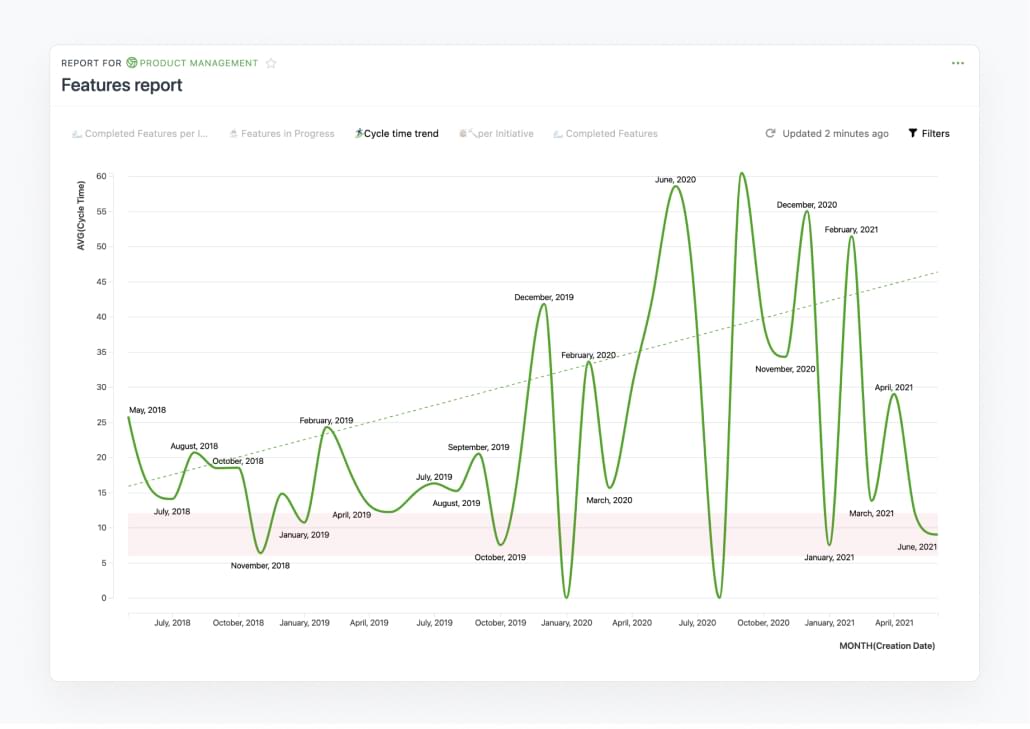 REPORT FOR PRODUCT MANAGEMENT
Features report
Completed Features per I...
Features in Progress
Cycle time trend
per Initiative
Completed Features
Updated 2 minutes ago
Filters
AVG(Cycle Time)
60
55
50
45
40
35
30
25
20
15
10
5
0
May, 2018
July, 2018
August, 2018
October, 2018
November, 2018
January, 2019
February, 2019
April, 2019
July, 2019
August, 2019
September, 2019
October, 2019
December, 2019
February, 2020
March, 2020
June, 2020
November, 2020
December, 2020
January, 2021
February, 2021
March, 2021
April, 2021
June, 2021
July, 2018
October, 2018
January, 2019
April, 2019
July, 2019
October, 2019
January, 2020
April, 2020
July, 2020
October, 2020
January, 2021
April, 2021
MONTH(Creation Date)